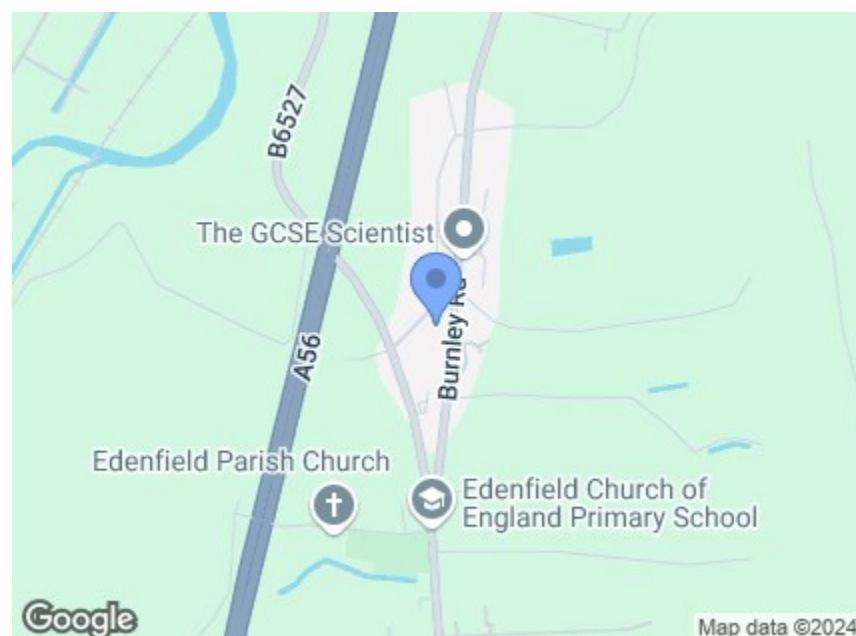 B6527
The GCSE Scientist
Burnley Rd
A56
Edenfield Parish Church
Edenfield Church of
England Primary School
Google
Map data ©2024